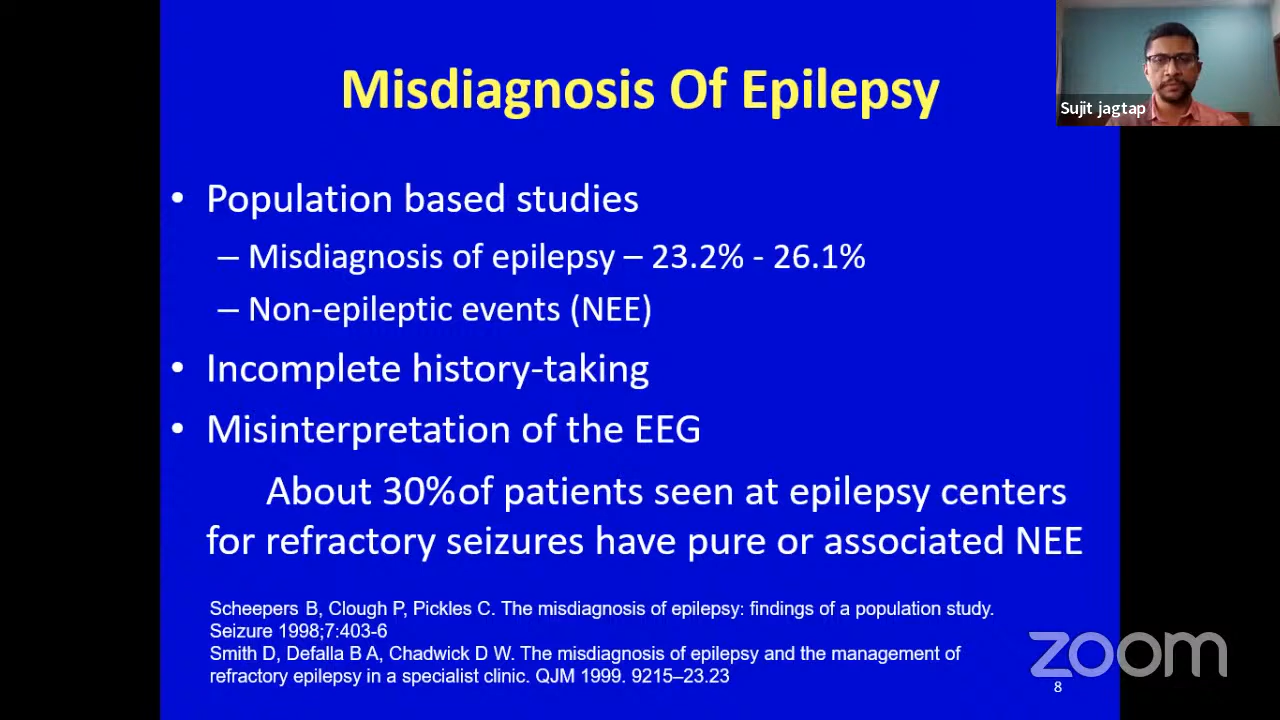 Misdiagnosis Of Epilepsy
Sujit jagtap
• Population based studies
– Misdiagnosis of epilepsy – 23.2% - 26.1%
– Non-epileptic events (NEE)
• Incomplete history-taking
• Misinterpretation of the EEG
About 30%of patients seen at epilepsy centers
for refractory seizures have pure or associated NEE
Scheepers B, Clough P, Pickles C. The misdiagnosis of epilepsy: findings of a population study.
Seizure 1998;7:403-6
Smith D, Defalla B A, Chadwick D W. The misdiagnosis of epilepsy and the management of
refractory epilepsy in a specialist clinic. QJM 1999. 9215–23.23
zoom
8